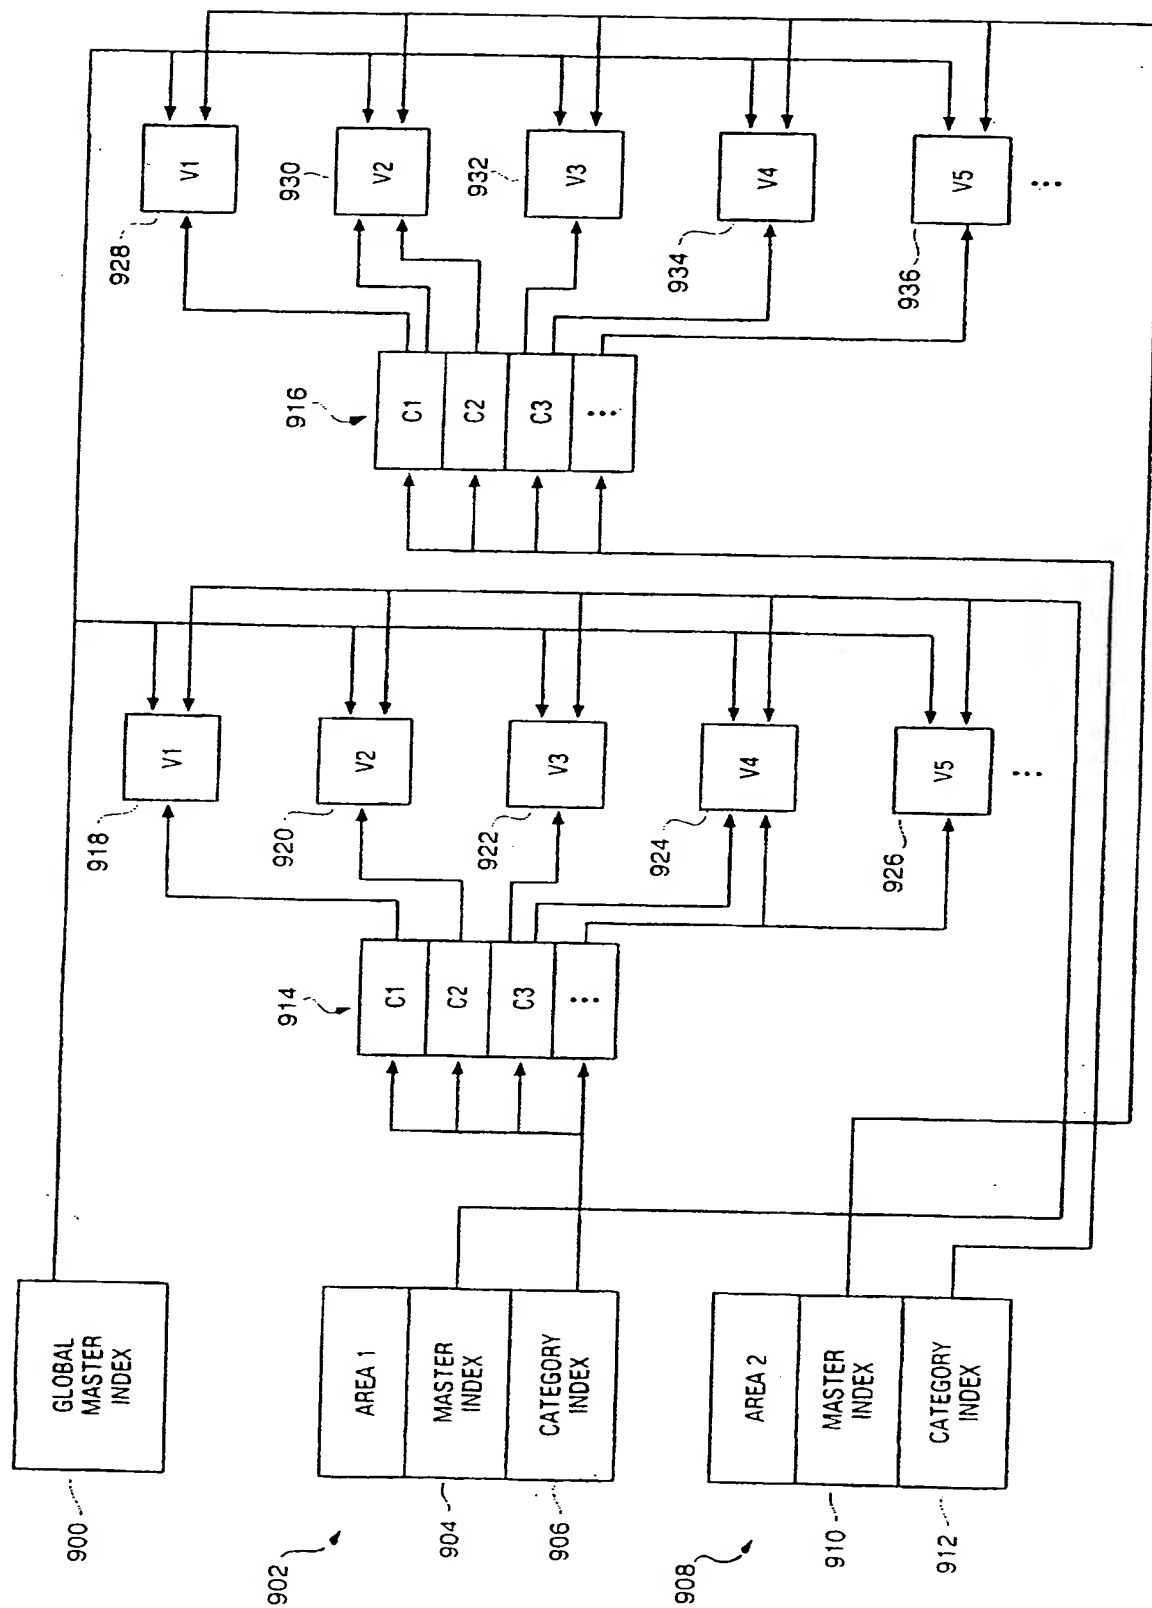 900
GLOBAL
MASTER
INDEX
902
AREA 1
904
MASTER
INDEX
906
CATEGORY
INDEX
908
AREA 2
910
MASTER
INDEX
912
CATEGORY
INDEX
914
C1
C2
C3
...
918
V1
920
V2
922
V3
924
V4
926
V5
...
916
C1
C2
C3
...
928
V1
930
V2
932
V3
934
V4
936
V5
...